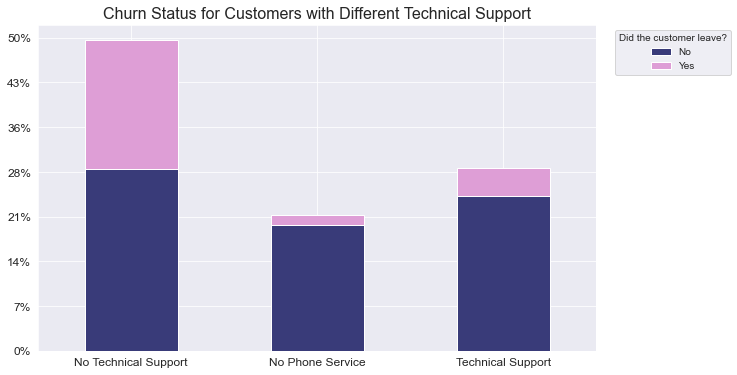 Churn Status for Customers with Different Technical Support
50%
43%
36%
28%
21%
14%
7%
0%
No Technical Support
No Phone Service
Technical Support
Did the customer leave?
No
Yes